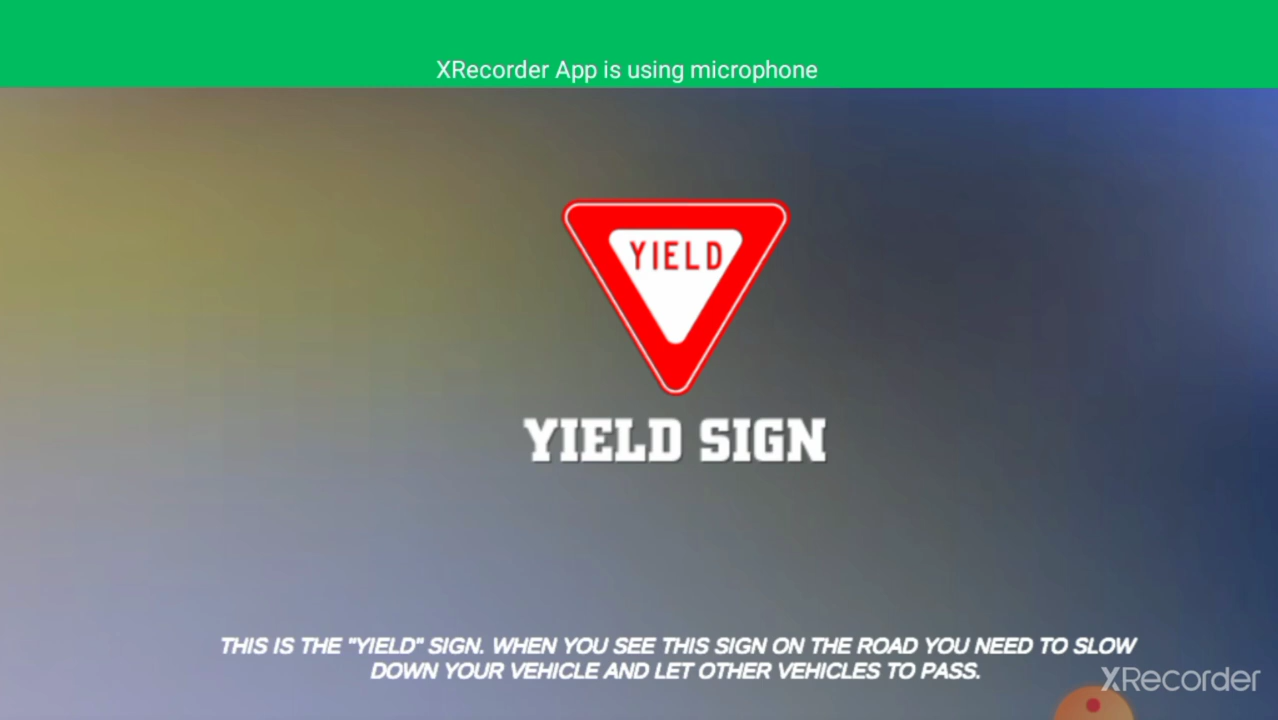 XRecorder App is using microphone
YIELD
YIELD SIGN
THIS IS THE "YIELD" SIGN. WHEN YOU SEE THIS SIGN ON THE ROAD YOU NEED TO SLOW
DOWN YOUR VEHICLE AND LET OTHER VEHICLES TO PASS.
XRecorder